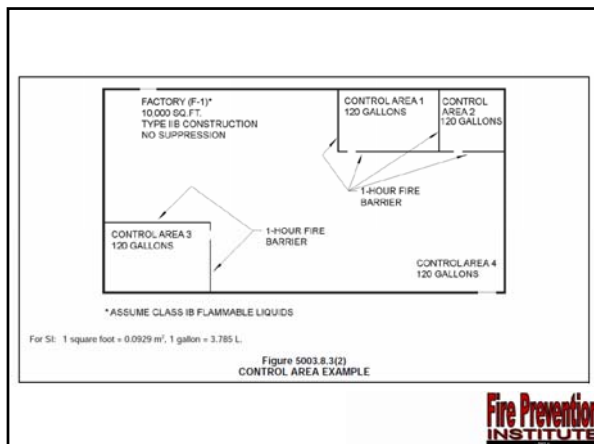 FACTORY (F-1)*
10,000 SQ.FT.
TYPE IIB CONSTRUCTION
NO SUPPRESSION
CONTROL AREA 1
120 GALLONS
CONTROL
AREA 2
120 GALLONS
1-HOUR FIRE
BARRIER
CONTROL AREA 3
120 GALLONS
1-HOUR FIRE
BARRIER
CONTROL AREA 4
120 GALLONS
*ASSUME CLASS IB FLAMMABLE LIQUIDS
For SI: 1 square foot = 0.0929 m², 1 gallon = 3.785 L.
Figure 5003.8.3(2)
CONTROL AREA EXAMPLE
Fire Prevention
INSTITUTE